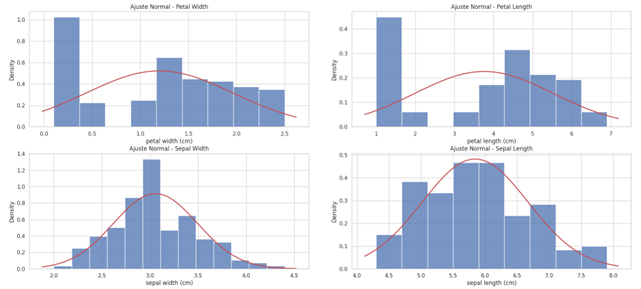 Ajuste Normal - Petal Width
Density
1.0
0.8
0.6
0.4
0.2
0.0
0.0 0.5 1.0 1.5 2.0 2.5
petal width (cm)
Ajuste Normal - Petal Length
Density
0.4
0.3
0.2
0.1
0.0
1 2 3 4 5 6 7
petal length (cm)
Ajuste Normal - Sepal Width
Density
1.4
1.2
1.0
0.8
0.6
0.4
0.2
0.0
2.0 2.5 3.0 3.5 4.0 4.5
sepal width (cm)
Ajuste Normal - Sepal Length
Density
0.5
0.4
0.3
0.2
0.1
0.0
4.0 4.5 5.0 5.5 6.0 6.5 7.0 7.5 8.0
sepal length (cm)